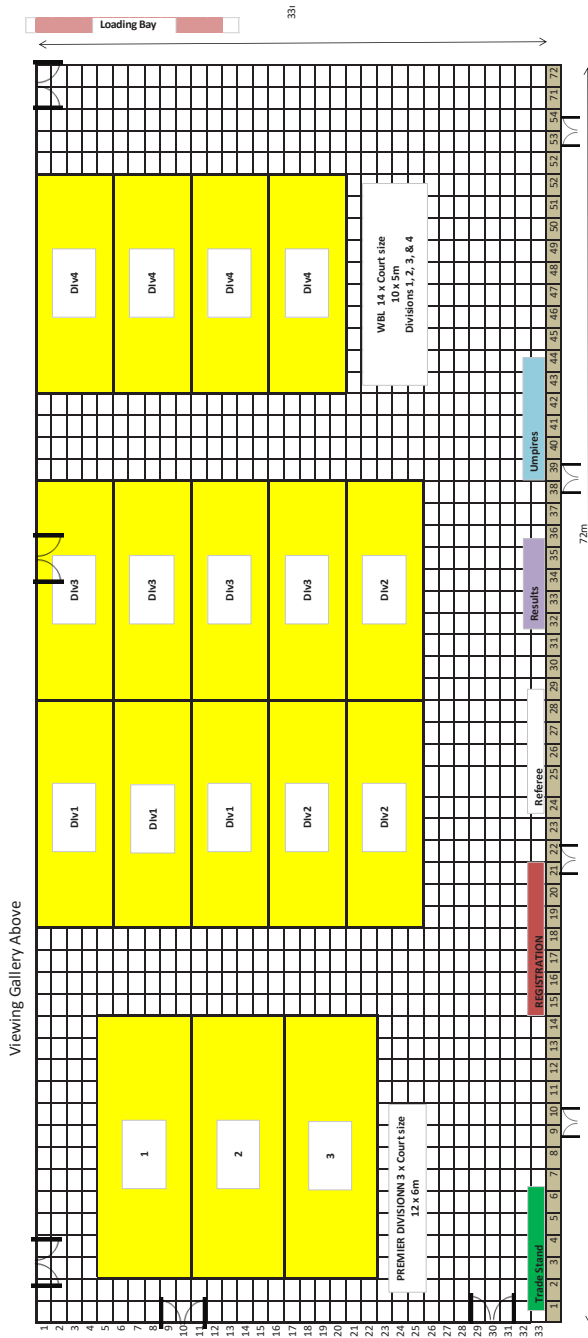 Loading Bay
Viewing Gallery Above
1
2
3
DIv1
DIv1
DIv1
DIv2
DIv2
DIv3
DIv3
DIv3
DIv3
DIv2
DIv4
DIv4
DIv4
DIv4
PREMIER DIVISIONN 3 x Court size
12 x 6m
WBL 14 x Court size
10 x 5m
Divisions 1, 2, 3, & 4
Trade Stand
REGISTRATION
Referee
Results
Umpires
1 2 3 4 5 6 7 8 9 10 11 12 13 14 15 16 17 18 19 20 21 22 23 24 25 26 27 28 29 30 31 32 33 34 35 36 37 38 39 40 41 42 43 44 45 46 47 48 49 50 51 52 52 53 54 71 72
72m
1
2
3
4
5
6
7
8
9
10
11
12
13
14
15
16
17
18
19
20
21
22
23
24
25
26
27
28
29
30
31
32
33